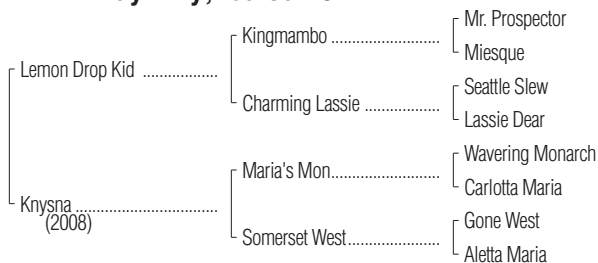 Kingmambo ........................... Mr. Prospector
Miesque
Lemon Drop Kid ..................
Charming Lassie .................. Seattle Slew
Lassie Dear
Maria's Mon........................... Wavering Monarch
Carlotta Maria
Knysna ..................................
(2008)
Somerset West...................... Gone West
Aletta Maria